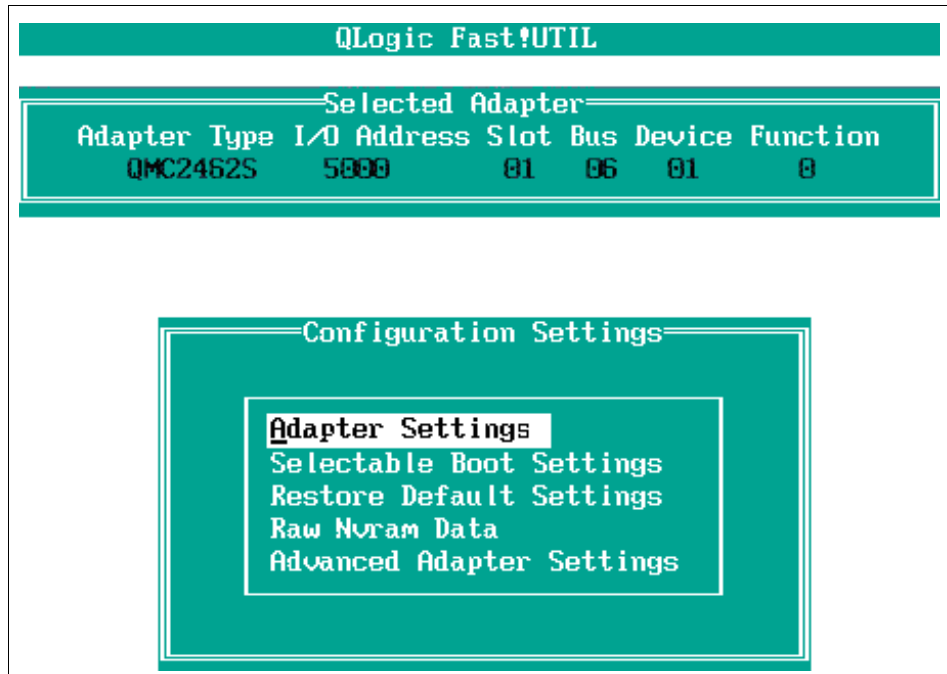 QLogic Fast!UTIL
Selected Adapter
Adapter Type I/O Address Slot Bus Device Function
QMC2462S 5000 01 06 01 0
Configuration Settings
Adapter Settings
Selectable Boot Settings
Restore Default Settings
Raw Nvram Data
Advanced Adapter Settings